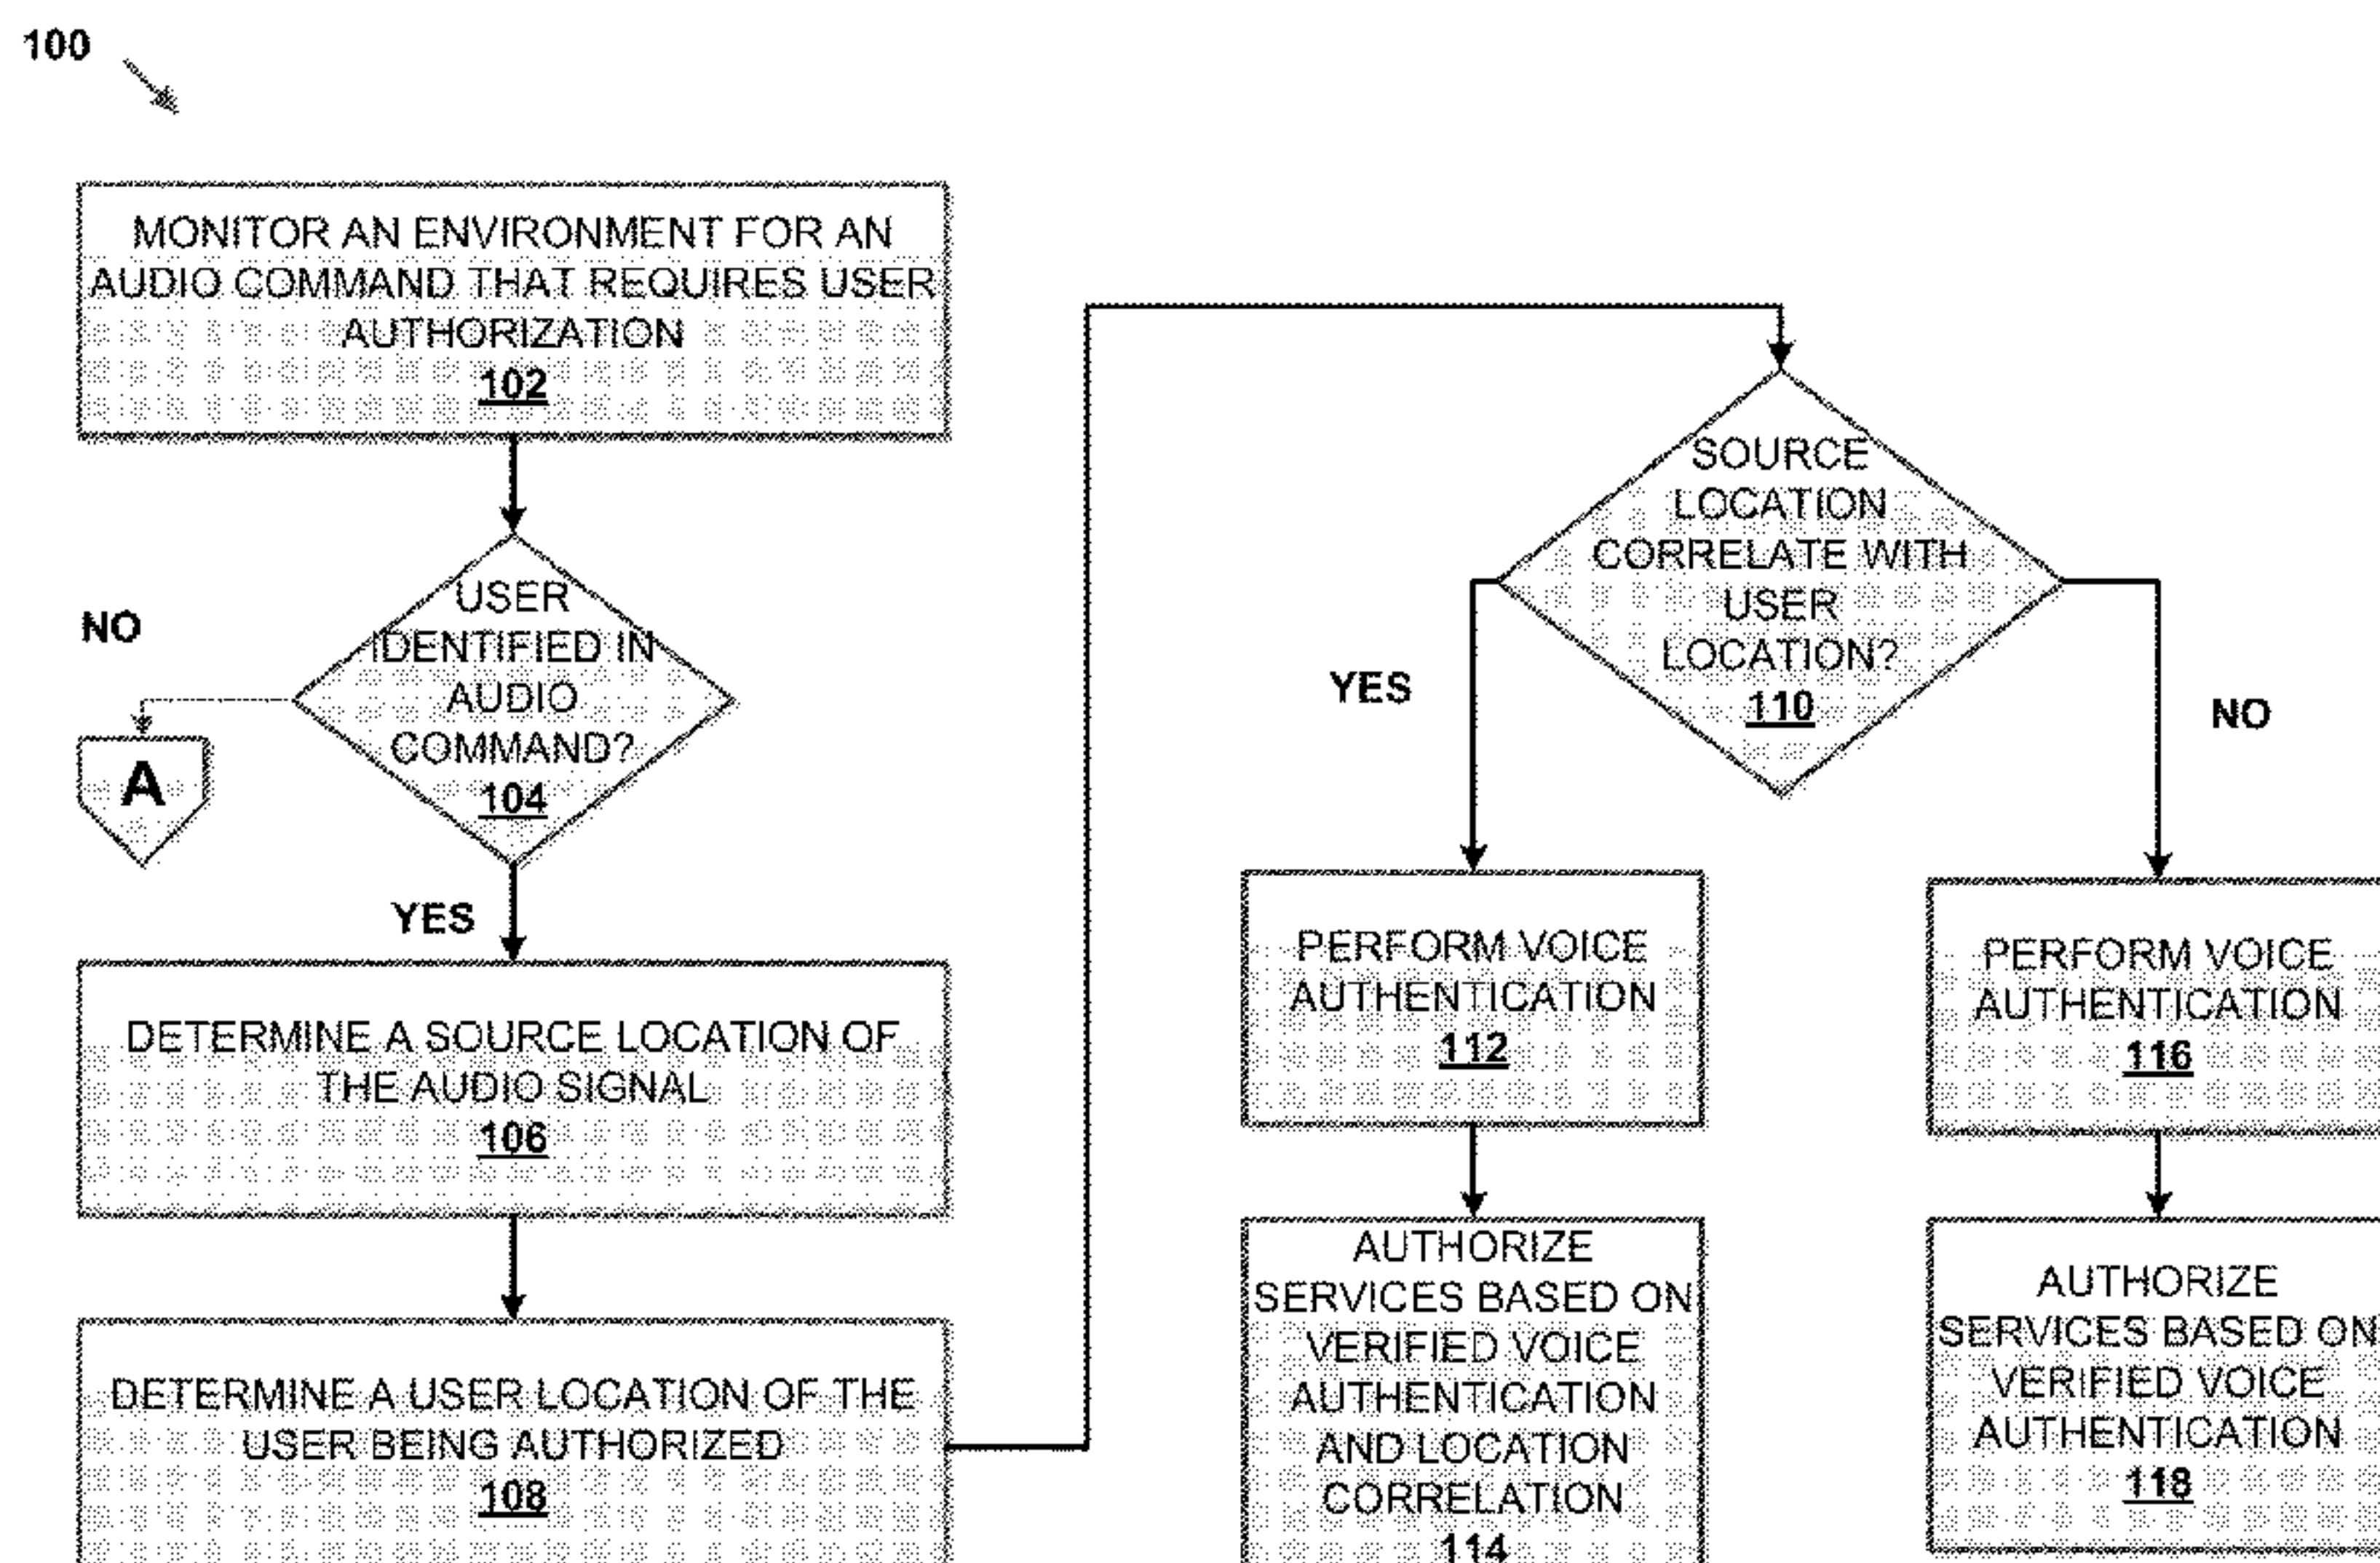 100
MONITOR AN ENVIRONMENT FOR AN
AUDIO COMMAND THAT REQUIRES USER
AUTHORIZATION
102
USER
IDENTIFIED IN
AUDIO
COMMAND?
104
NO
A
YES
DETERMINE A SOURCE LOCATION OF
THE AUDIO SIGNAL
106
DETERMINE A USER LOCATION OF THE
USER BEING AUTHORIZED
108
SOURCE
LOCATION
CORRELATE WITH
USER
LOCATION?
110
YES
NO
PERFORM VOICE
AUTHENTICATION
112
AUTHORIZE
SERVICES BASED ON
VERIFIED VOICE
AUTHENTICATION
AND LOCATION
CORRELATION
114
PERFORM VOICE
AUTHENTICATION
116
AUTHORIZE
SERVICES BASED ON
VERIFIED VOICE
AUTHENTICATION
118